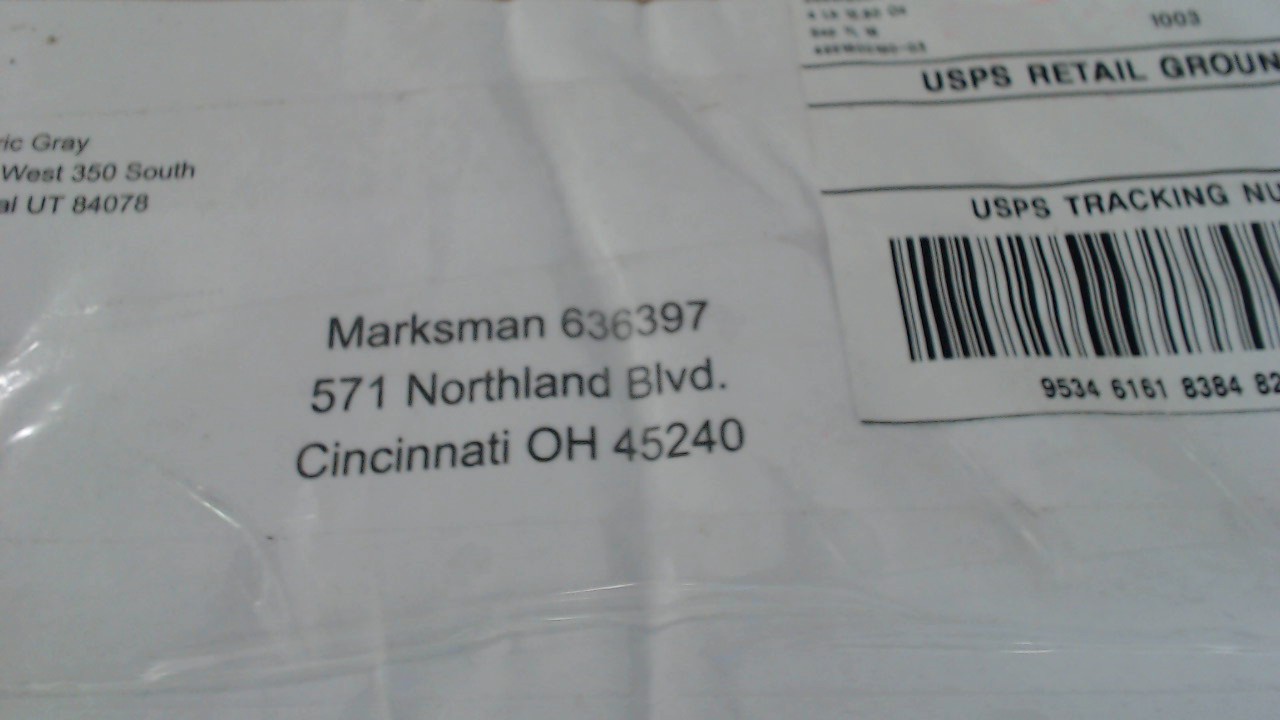 1003
USPS RETAIL GROUN
ric Gray
West 350 South
al UT 84078
USPS TRACKING NU
Marksman 636397
571 Northland Blvd.
Cincinnati OH 45240
9534 6161 8384 82